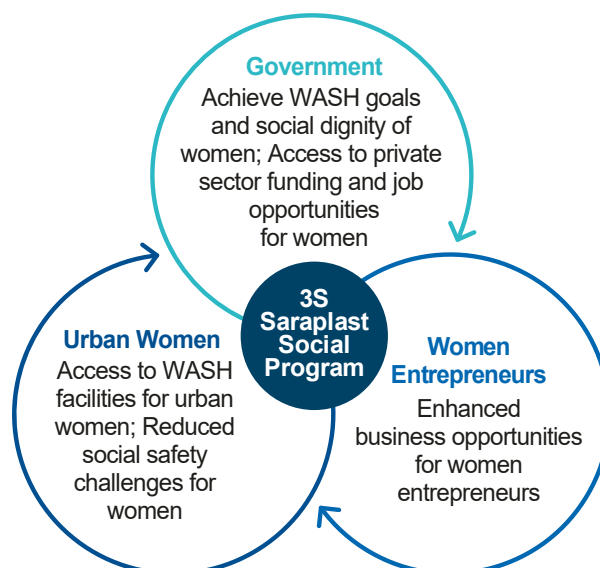 Government
Achieve WASH goals
and social dignity of
women; Access to private
sector funding and job
opportunities
for women
3S
Saraplast
Social
Program
Urban Women
Access to WASH
facilities for urban
women; Reduced
social safety
challenges for
women
Women
Entrepreneurs
Enhanced
business opportunities
for women
entrepreneurs